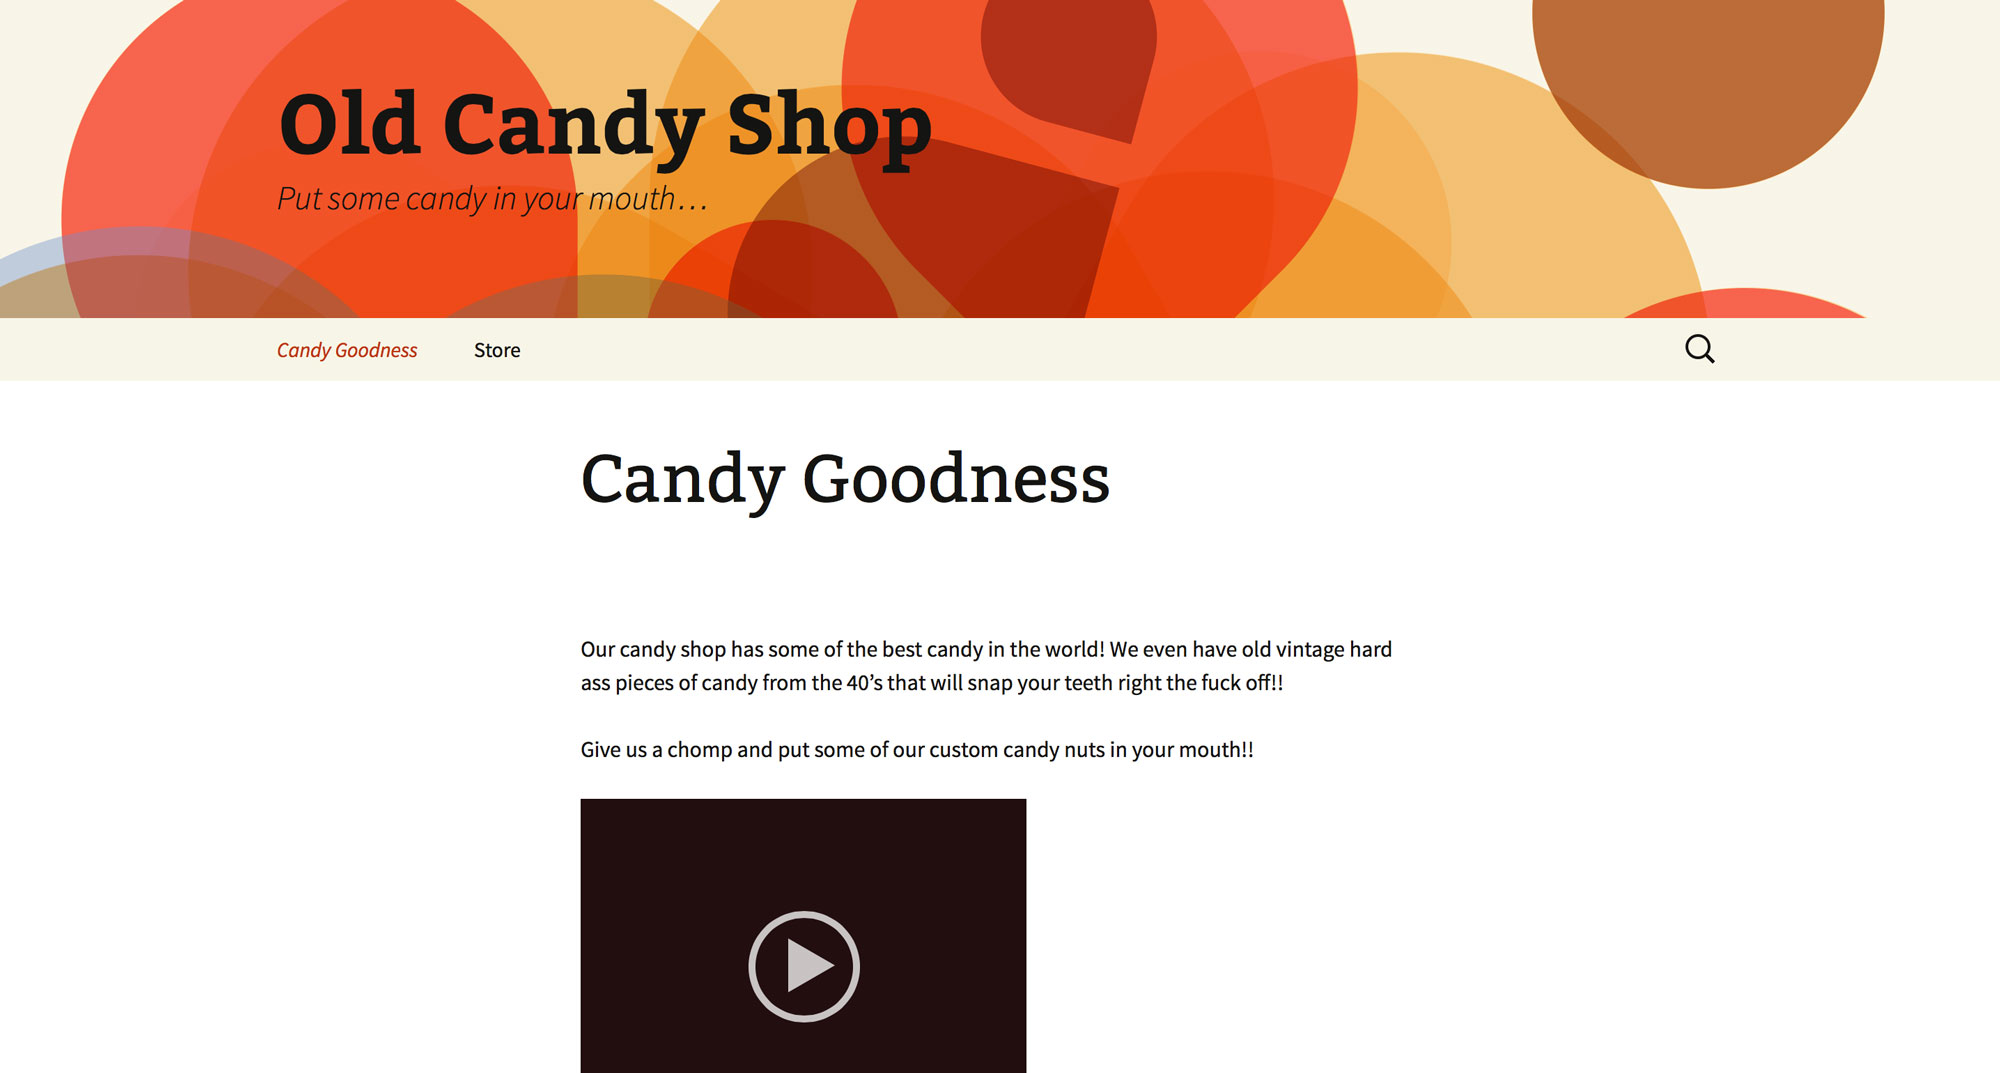 Old Candy Shop
Put some candy in your mouth…
Candy Goodness
Store
Candy Goodness
Our candy shop has some of the best candy in the world! We even have old vintage hard
ass pieces of candy from the 40’s that will snap your teeth right the fuck off!!
Give us a chomp and put some of our custom candy nuts in your mouth!!